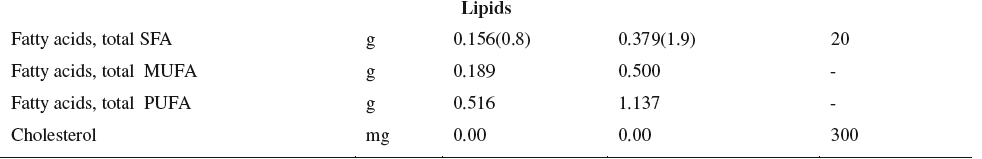 Lipids
Fatty acids, total SFA g 0.156(0.8) 0.379(1.9) 20
Fatty acids, total MUFA g 0.189 0.500 -
Fatty acids, total PUFA g 0.516 1.137 -
Cholesterol mg 0.00 0.00 300